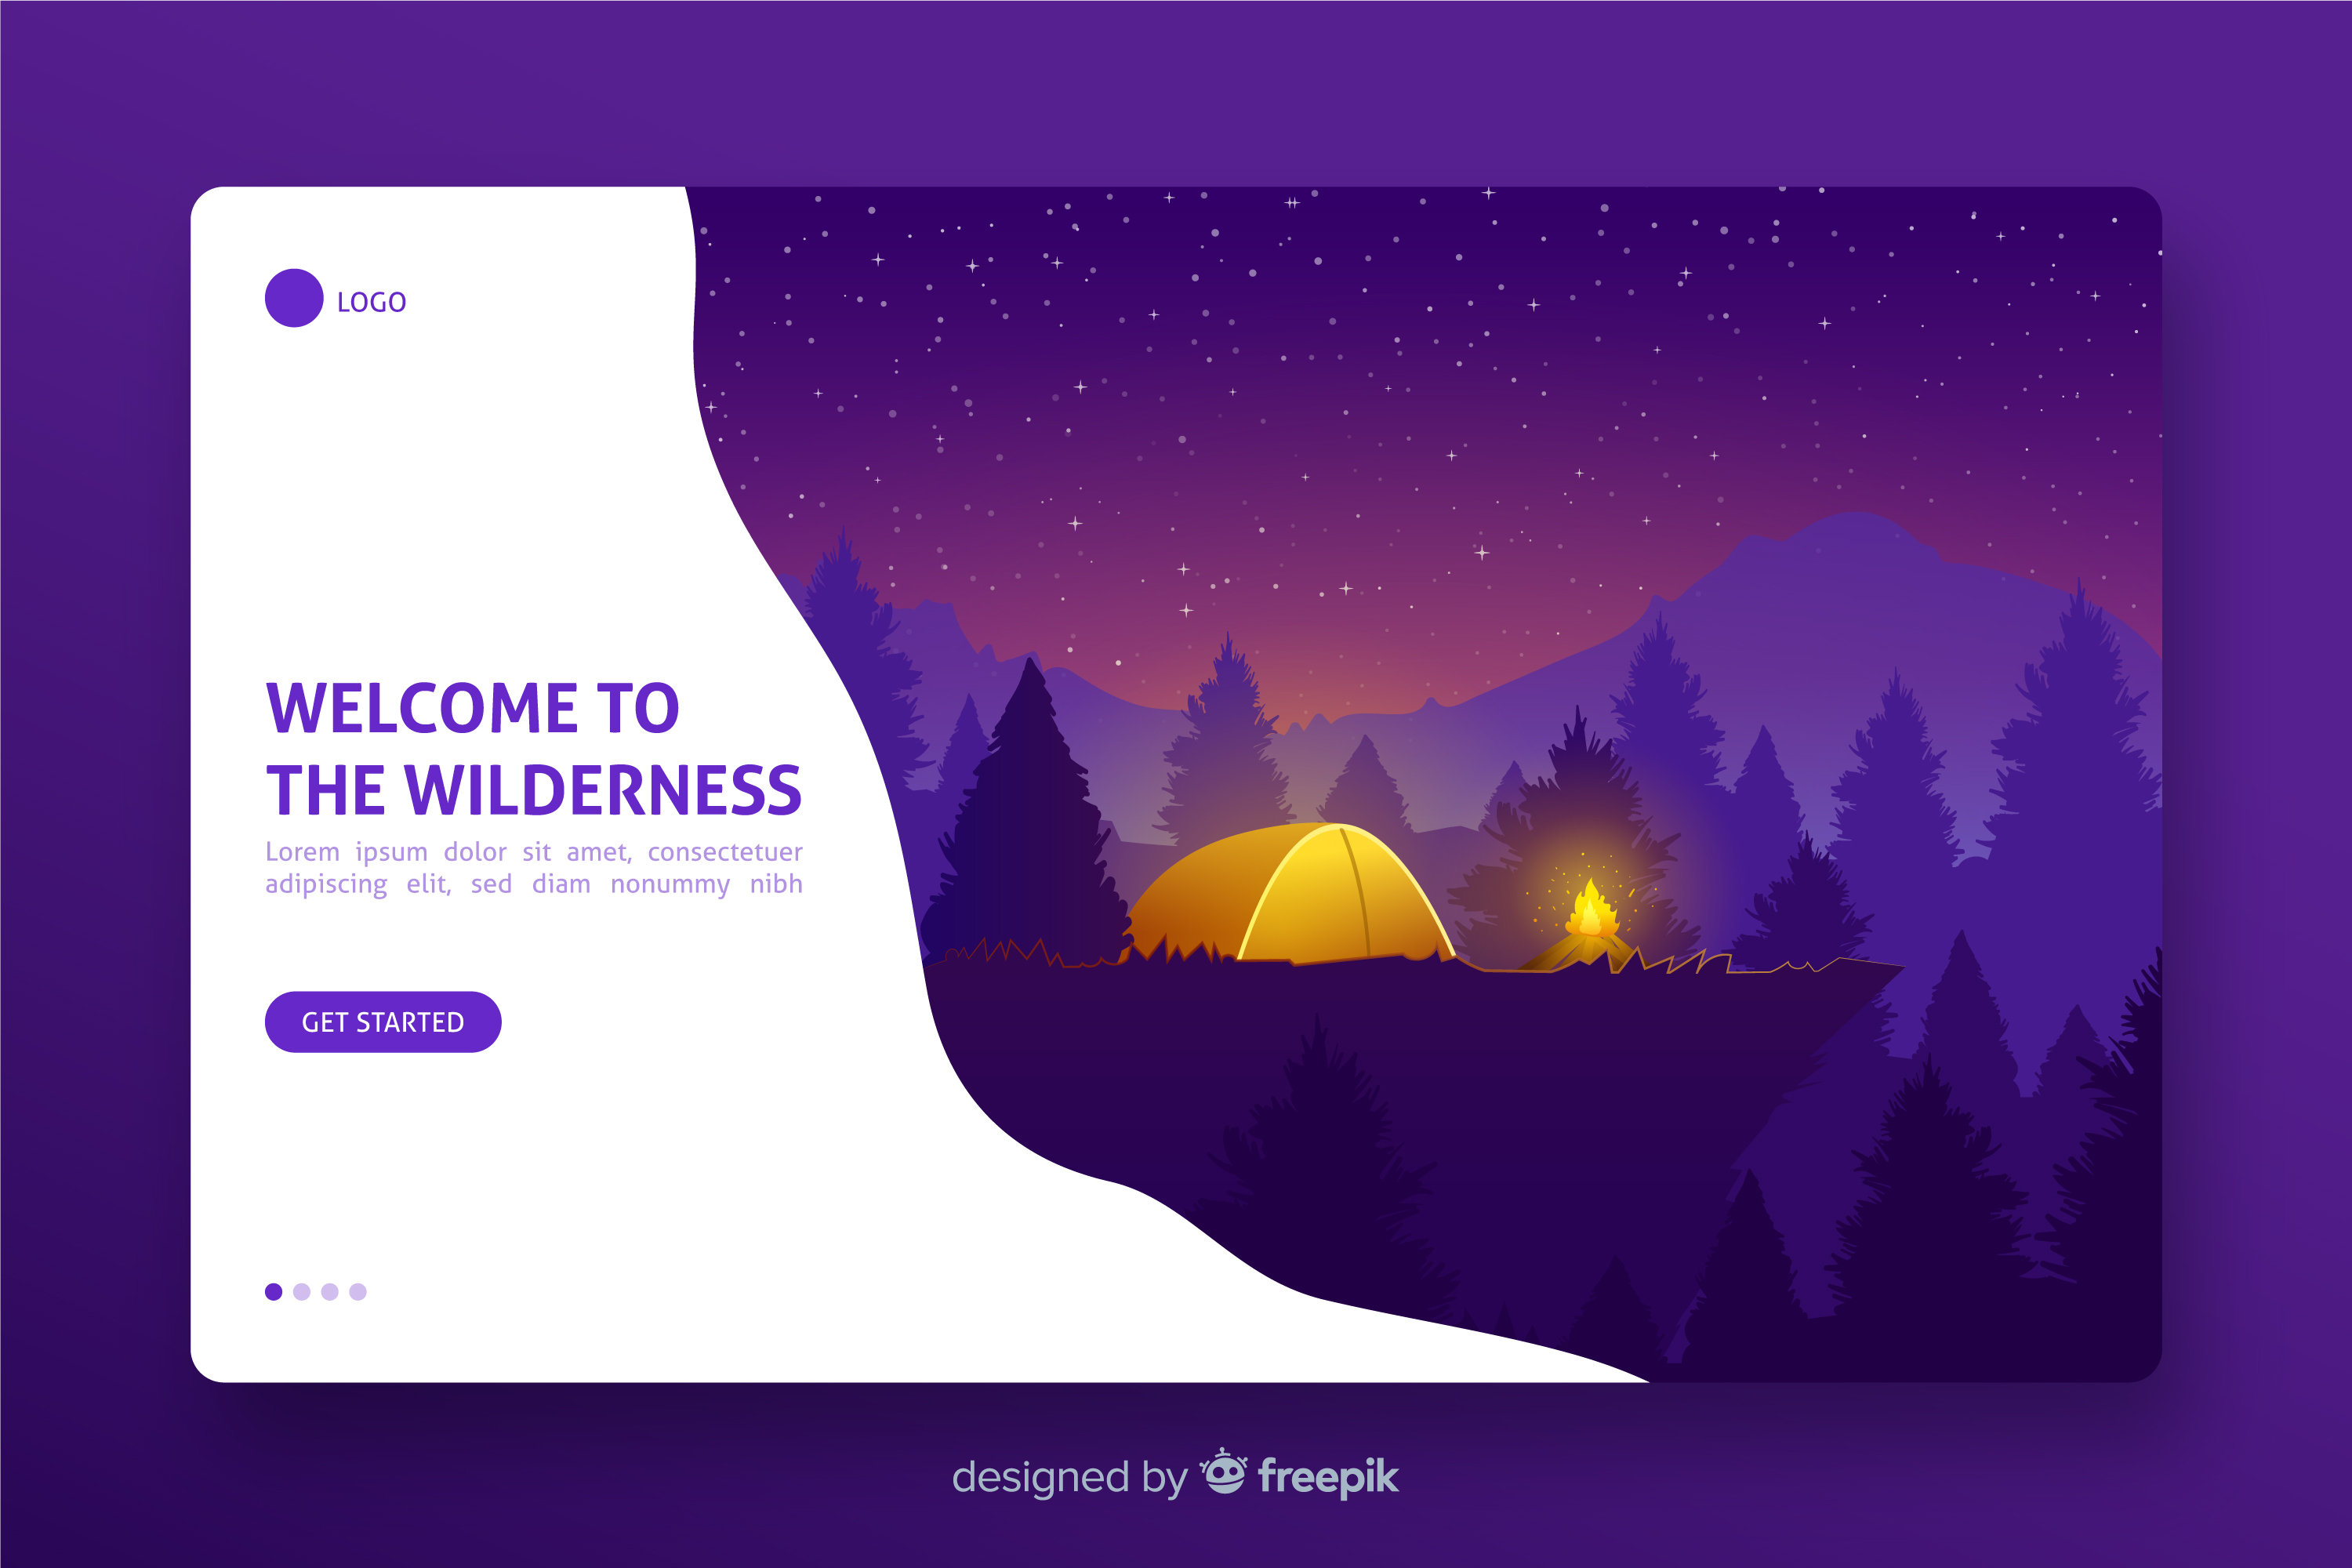 LOGO
WELCOME TO
THE WILDERNESS
Lorem ipsum dolor sit amet, consectetuer
adipiscing elit, sed diam nonummy nibh
GET STARTED
designed by freepik